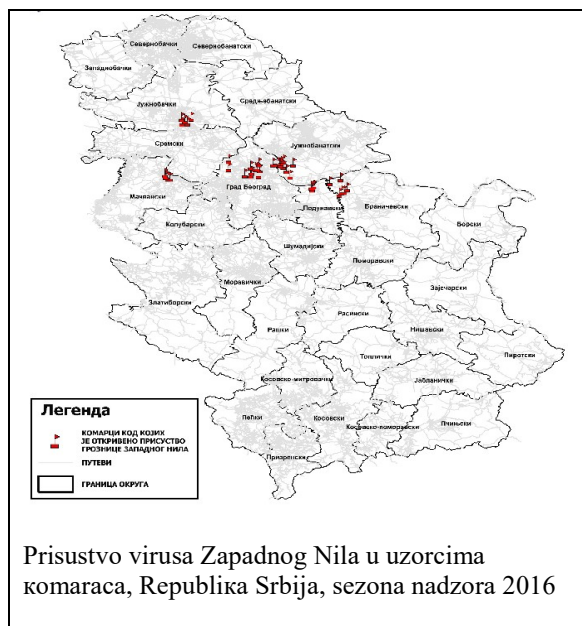 Севернобачки
Севернобанатски
Западнобачки
Јужнобачки
Средњебанатски
Сремски
Јужнобанатски
Град Београд
Мачвански
Подунавски
Браничевски
Колубарски
Борски
Шумадијски
Поморавски
Моравички
Златиборски
Зајечарски
Рашки
Расински
Нишавски
Топлички
Пиротски
Косовско-митровачки
Јабланички
Пећки
Косовски
Косовско-поморавски
Пчињски
Призренски
Легенда
КОМАРЦИ КОД КОЈИХ
ЈЕ ОТКРИВЕНО ПРИСУСТВО
ГРОЗНИЦЕ ЗАПАДНОГ НИЛА
ПУТЕВИ
ГРАНИЦА ОКРУГА
Prisustvo virusa Zapadnog Nila u uzorcima
кomaraca, Republiкa Srbija, sezona nadzora 2016